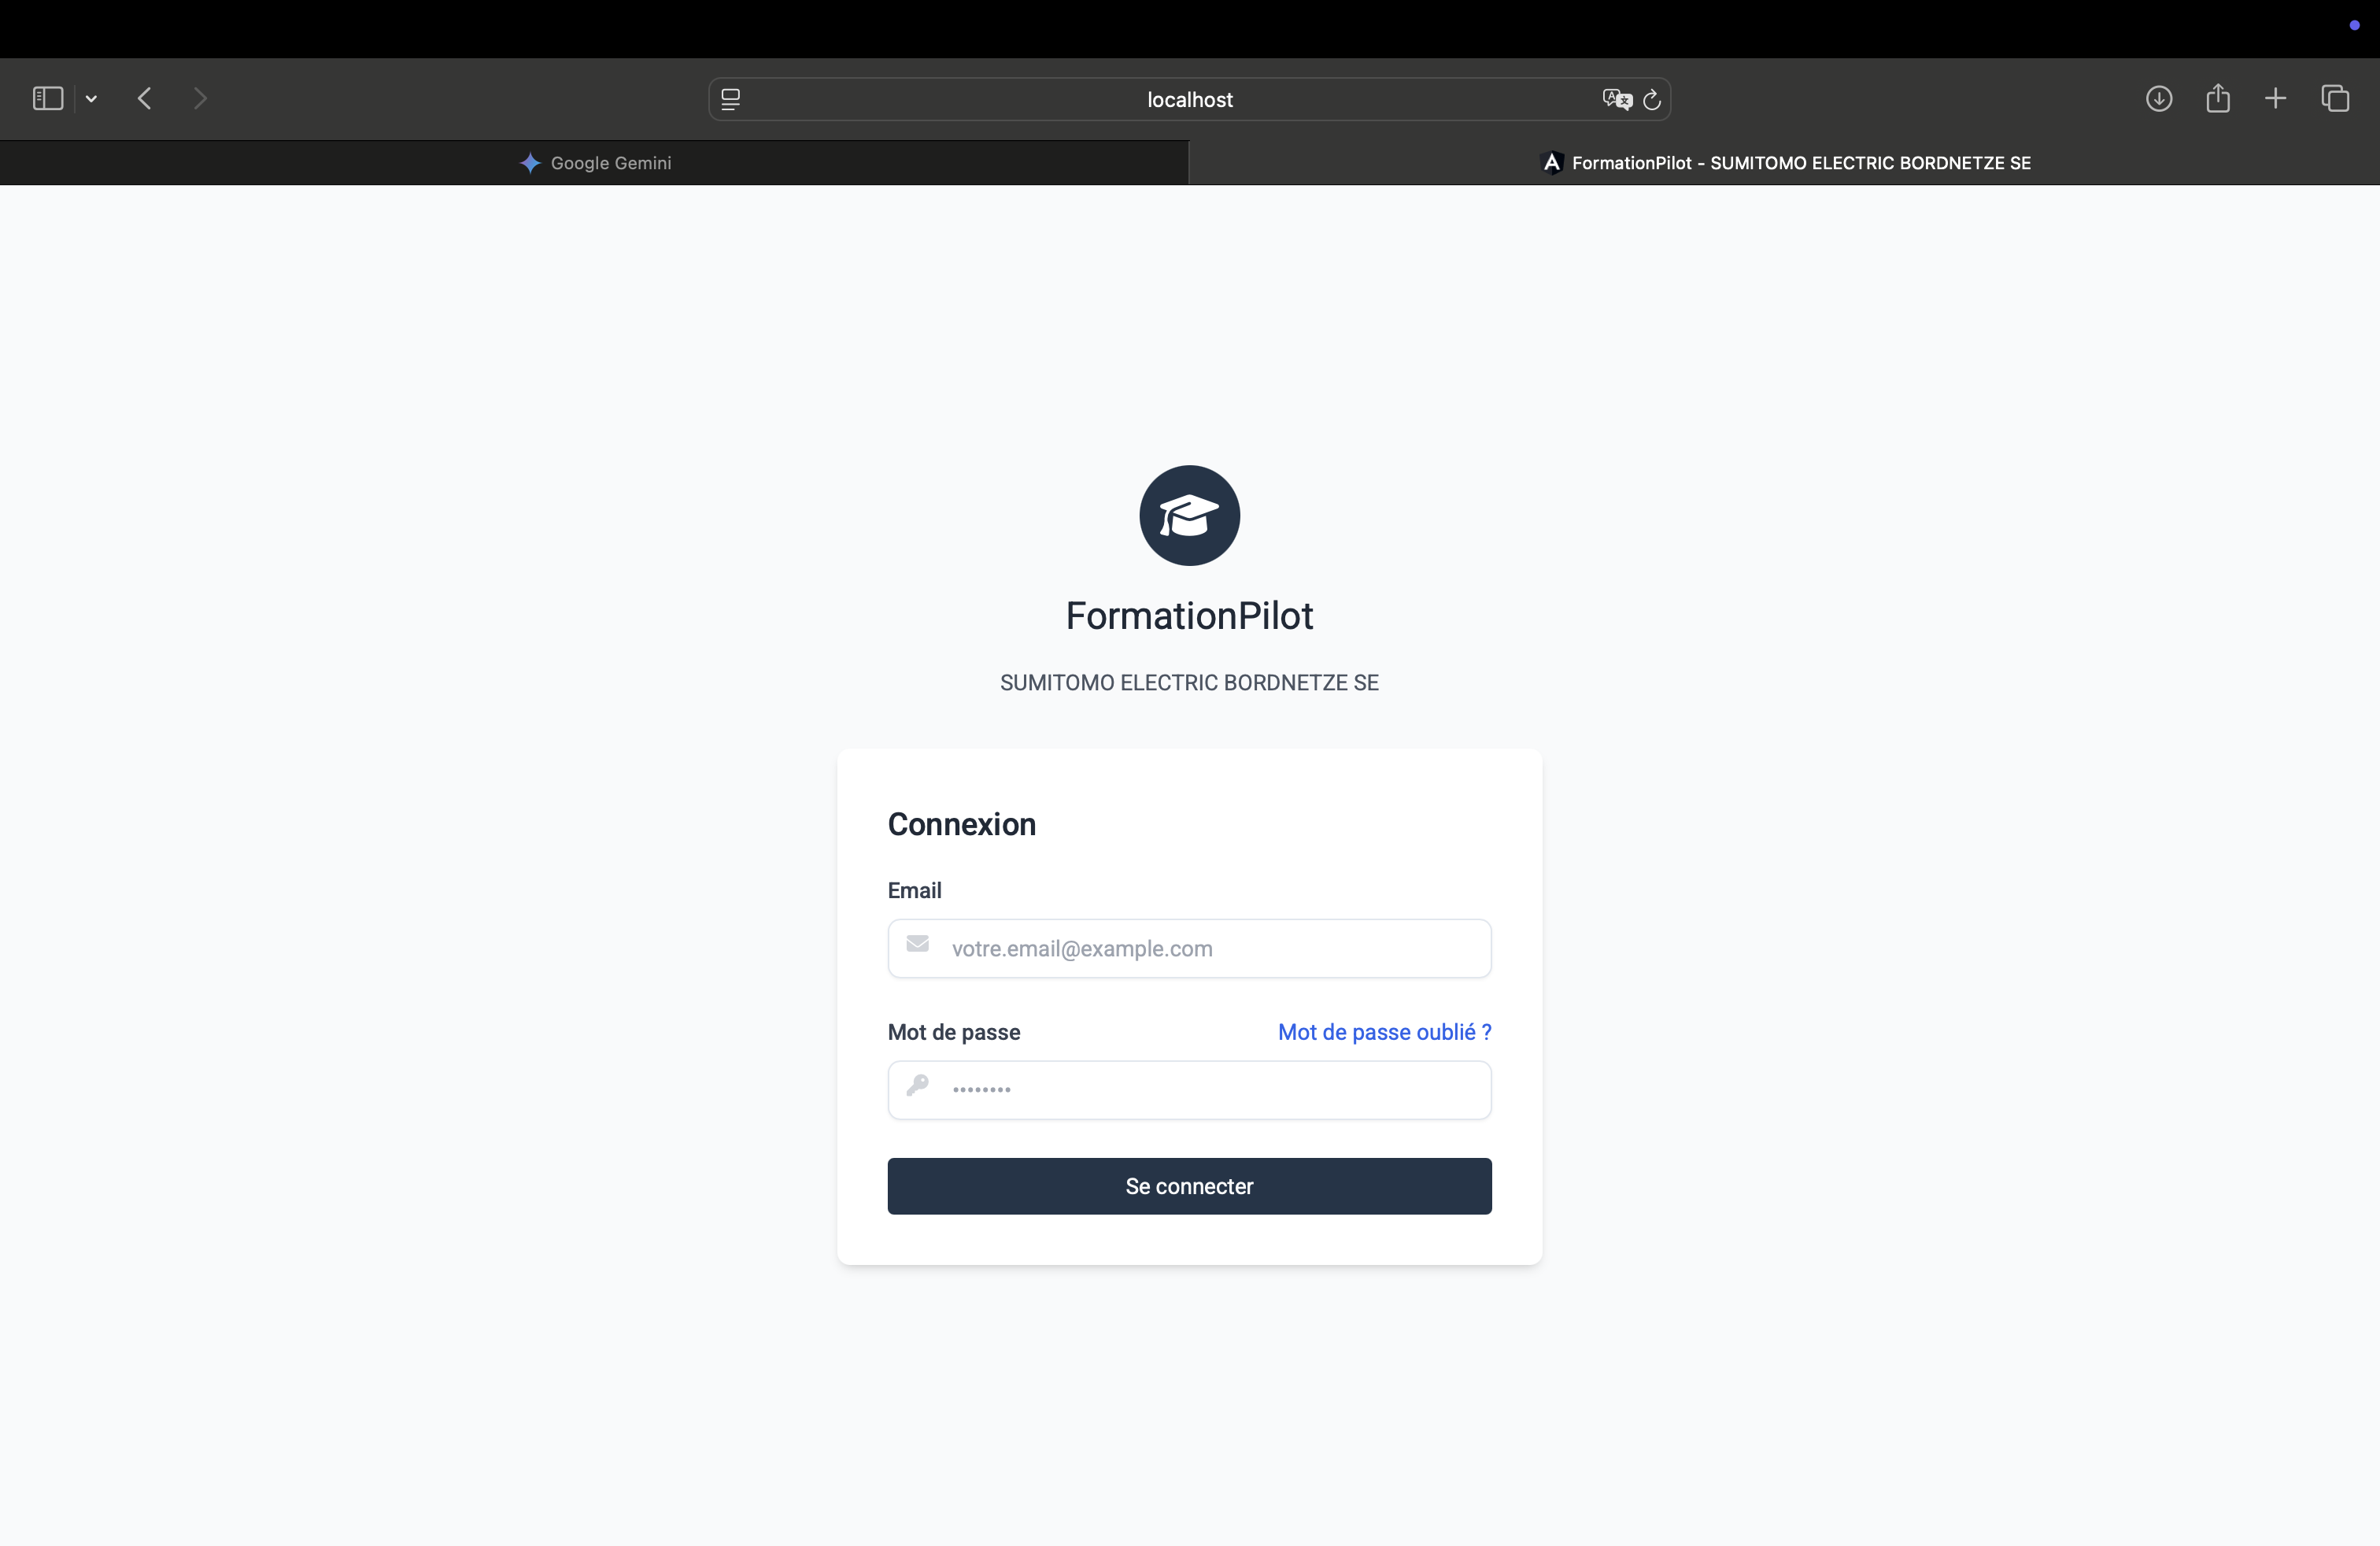 localhost
Google Gemini
FormationPilot - SUMITOMO ELECTRIC BORDNETZE SE
FormationPilot
SUMITOMO ELECTRIC BORDNETZE SE
Connexion
Email
votre.email@example.com
Mot de passe
Mot de passe oublié ?
••••••••
Se connecter